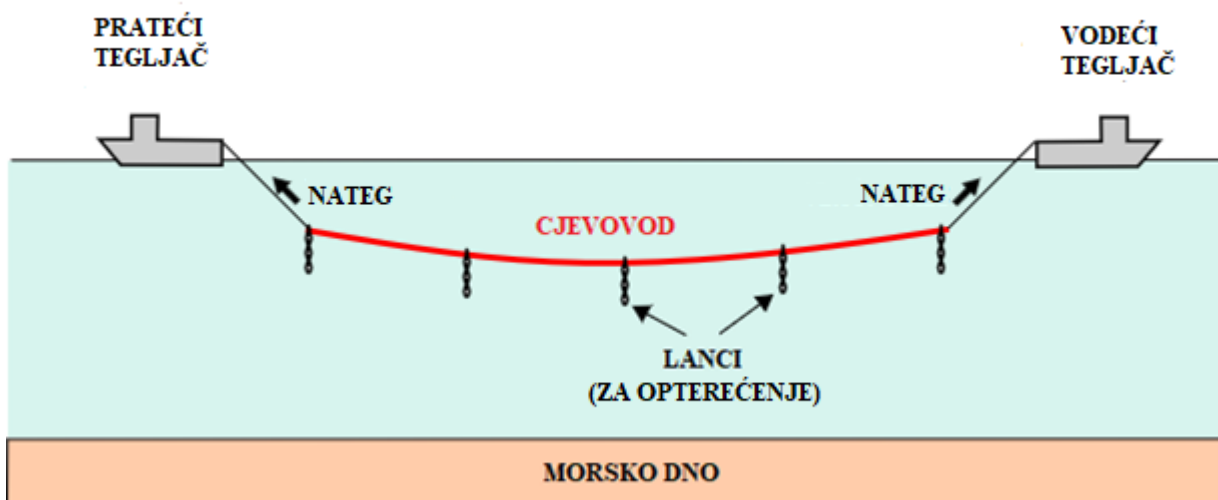 PRATEĆI
TEGLJAČ
VODEĆI
TEGLJAČ
NATEG
NATEG
CJEVOVOD
LANCI
(ZA OPTEREĆENJE)
MORSKO DNO